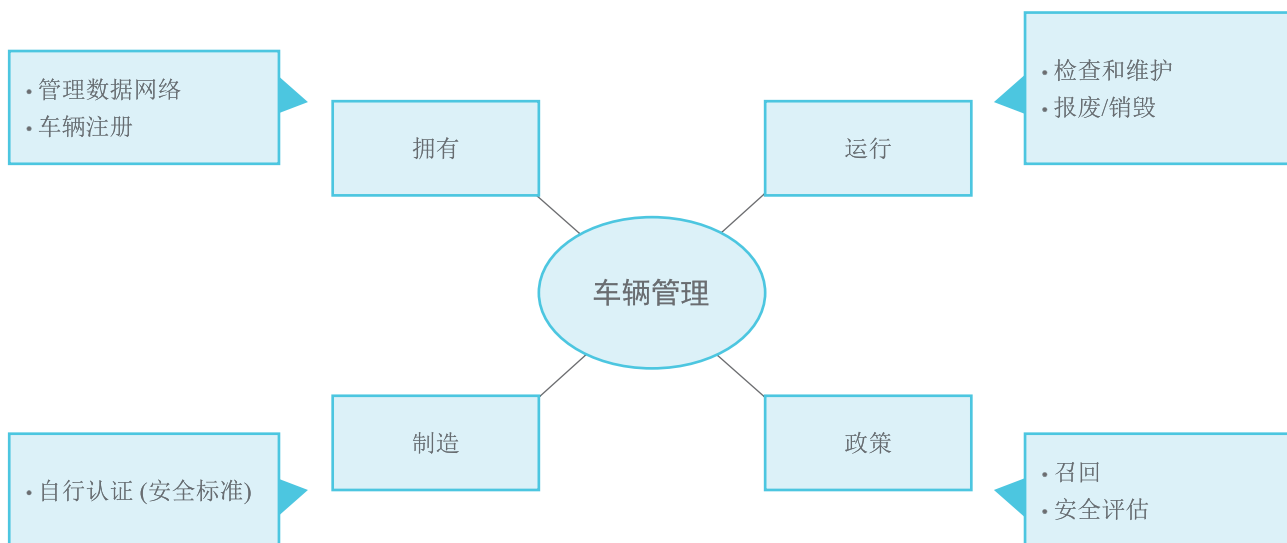 • 管理数据网络
• 车辆注册
拥有
运行
• 检查和维护
• 报废/销毁
车辆管理
• 自行认证 (安全标准)
制造
政策
• 召回
• 安全评估